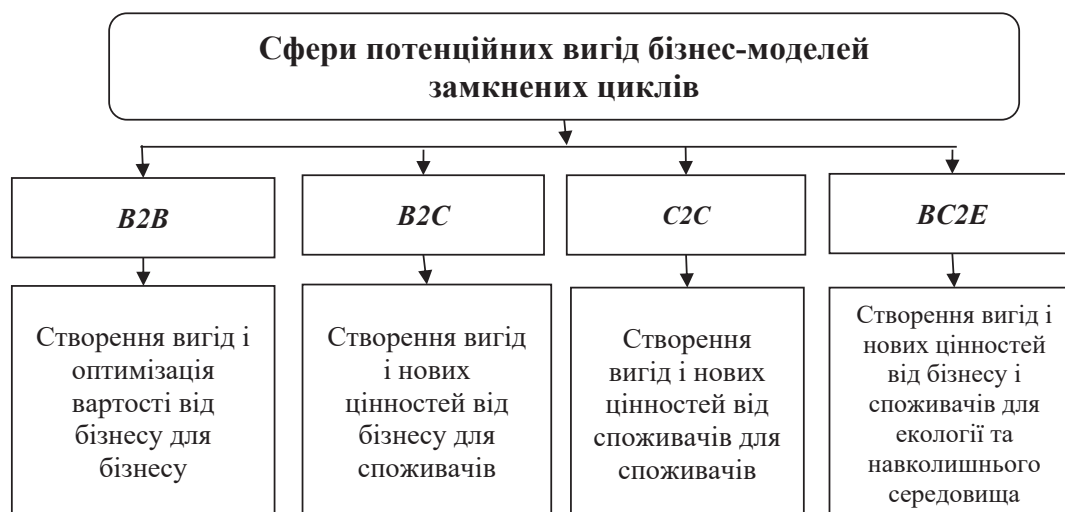 Сфери потенційних вигід бізнес-моделей
замкнених циклів
B2B
B2C
C2C
BC2E
Створення вигід і
оптимізація
вартості від
бізнесу для
бізнесу
Створення вигід
і нових
цінностей від
бізнесу для
споживачів
Створення
вигід і нових
цінностей від
споживачів для
споживачів
Створення вигід і
нових цінностей
від бізнесу і
споживачів для
екології та
навколишнього
середовища